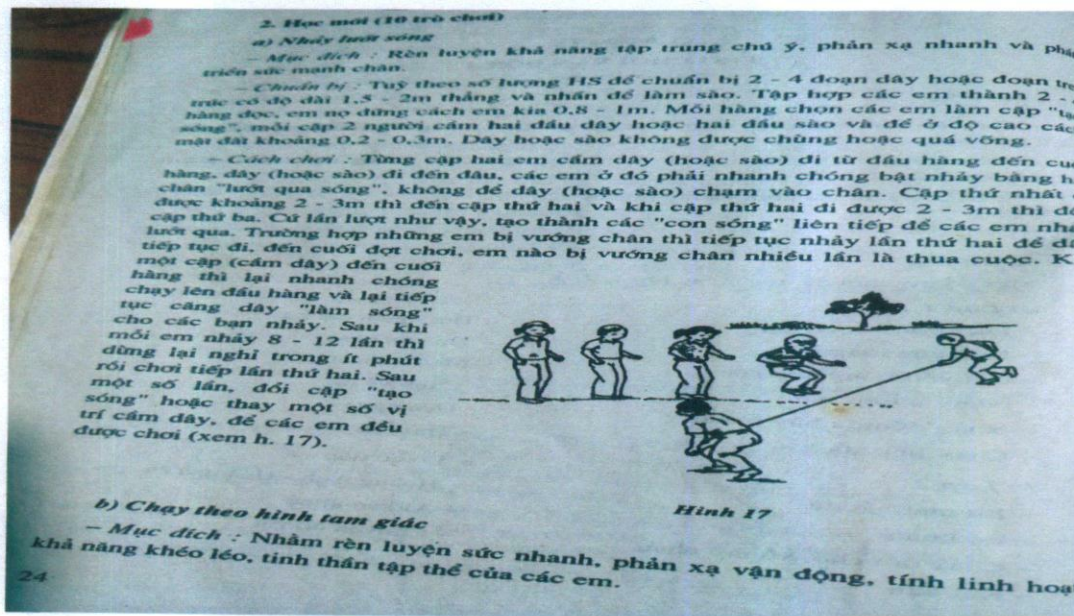 2. Học mới (10 trò chơi)
a) Nhảy lướt sóng
– Mục đích : Rèn luyện khả năng tập trung chú ý, phản xạ nhanh và phá
triển sức mạnh chân.
– Chuẩn bị : Tuỳ theo số lượng HS để chuẩn bị 2 - 4 đoạn dây hoặc đoạn tre
trúc có độ dài 1,5 - 2m thẳng và nhẵn để làm sào. Tập hợp các em thành 2 -
hàng dọc, em nọ đứng cách em kia 0,8 - 1m. Mỗi hàng chọn các em làm cặp "tạ
sóng", mỗi cặp 2 người cầm hai đầu dây hoặc hai đầu sào và để ở độ cao các
mặt đất khoảng 0,2 - 0,3m. Dây hoặc sào không được chùng hoặc quá võng.
– Cách chơi : Từng cặp hai em cầm dây (hoặc sào) đi từ đầu hàng đến cu
hàng, dây (hoặc sào) đi đến đâu, các em ở đó phải nhanh chóng bật nhảy bằng h
chân "lướt qua sóng", không để dây (hoặc sào) chạm vào chân. Cặp thứ nhất
được khoảng 2 - 3m thì đến cặp thứ hai và khi cặp thứ hai đi được 2 - 3m thì đế
cặp thứ ba. Cứ lần lượt như vậy, tạo thành các "con sóng" liên tiếp để các em nhả
lướt qua. Trường hợp những em bị vướng chân thì tiếp tục nhảy lần thứ hai để dâ
tiếp tục đi, đến cuối đợt chơi, em nào bị vướng chân nhiều lần là thua cuộc. K
một cặp (cầm dây) đến cuối
hàng thì lại nhanh chóng
chạy lên đầu hàng và lại tiếp
tục căng dây "làm sóng"
cho các bạn nhảy. Sau khi
mỗi em nhảy 8 - 12 lần thì
dừng lại nghỉ trong ít phút
rồi chơi tiếp lần thứ hai. Sau
một số lần, đổi cặp "tạo
sóng" hoặc thay một số vị
trí cầm dây, để các em đều
được chơi (xem h. 17).
Hình 17
b) Chạy theo hình tam giác
– Mục đích : Nhằm rèn luyện sức nhanh, phản xạ vận động, tính linh hoạt
khả năng khéo léo, tinh thần tập thể của các em.
24